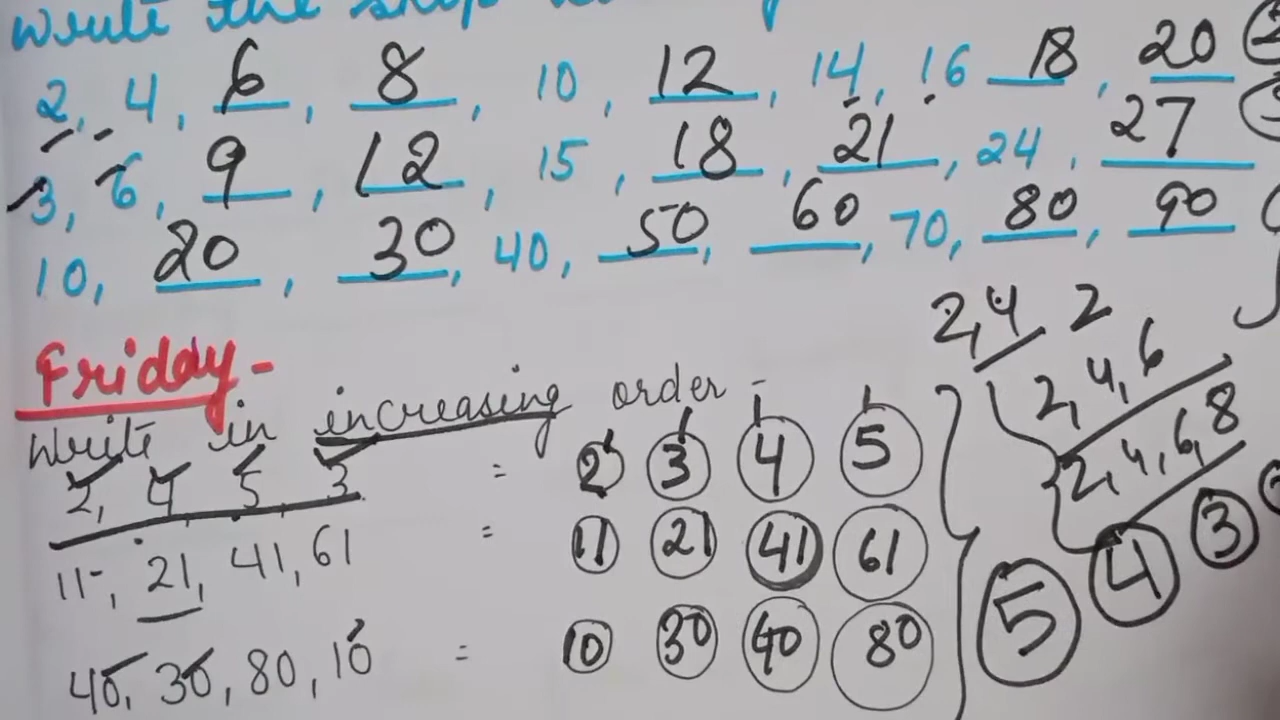 Write the skip
2, 4, 6, 8, 10, 12, 14, 16 18, 20
3, 6, 9, 12, 15, 18, 21, 24, 27
10, 20, 30, 40, 50, 60, 70, 80, 90
2,4 2
2, 4, 6
2, 4, 6, 8
Friday-
Write in increasing order -
2, 4, 5, 3 = 2 3 4 5
11, 21, 41, 61 = 11 21 41 61
40, 30, 80, 10 = 10 30 40 80
5 4 3